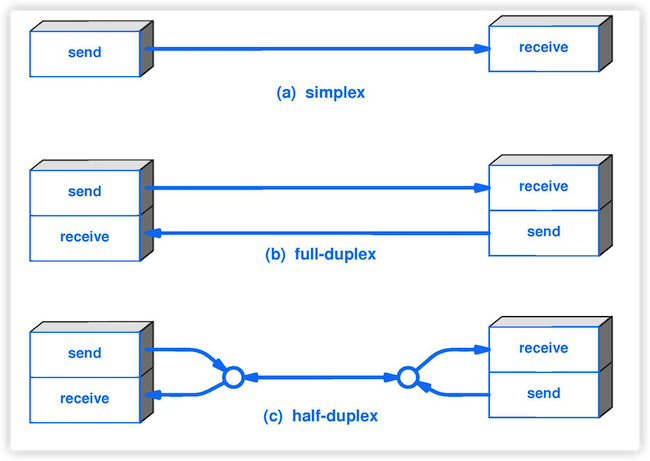 send
receive
(a) simplex
send
receive
receive
send
(b) full-duplex
send
receive
receive
send
(c) half-duplex